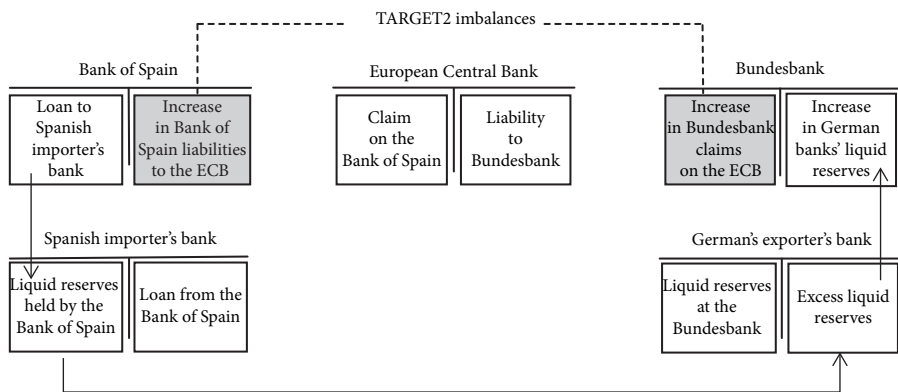 TARGET2 imbalances
Bank of Spain
European Central Bank
Bundesbank
Loan to
Spanish
importer's
bank
Increase
in Bank of
Spain liabilities
to the ECB
Claim
on the
Bank of Spain
Liability
to
Bundesbank
Increase
in Bundesbank
claims
on the ECB
Increase
in German
banks' liquid
reserves
Spanish importer's bank
German's exporter's bank
Liquid reserves
held by the
Bank of Spain
Loan from the
Bank of Spain
Liquid reserves
at the
Bundesbank
Excess liquid
reserves